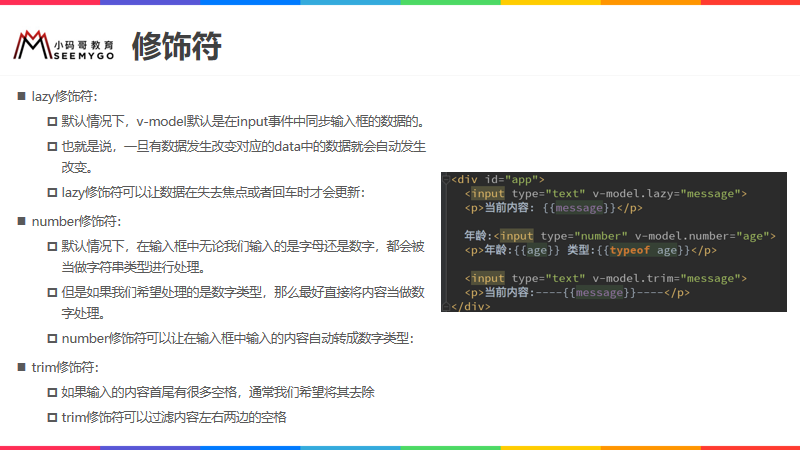 小码哥教育
SEEMYGO
修饰符
lazy修饰符：
默认情况下，v-model默认是在input事件中同步输入框的数据的。
也就是说，一旦有数据发生改变对应的data中的数据就会自动发生
改变。
lazy修饰符可以让数据在失去焦点或者回车时才会更新：
number修饰符：
默认情况下，在输入框中无论我们输入的是字母还是数字，都会被
当做字符串类型进行处理。
但是如果我们希望处理的是数字类型，那么最好直接将内容当做数
字处理。
number修饰符可以让在输入框中输入的内容自动转成数字类型：
trim修饰符：
如果输入的内容首尾有很多空格，通常我们希望将其去除
trim修饰符可以过滤内容左右两边的空格
<div id="app">
<input type="text" v-model.lazy="message">
<p>当前内容: {{message}}</p>
年龄:<input type="number" v-model.number="age">
<p>年龄:{{age}} 类型:{{typeof age}}</p>
<input type="text" v-model.trim="message">
<p>当前内容:----{{message}}----</p>
</div>